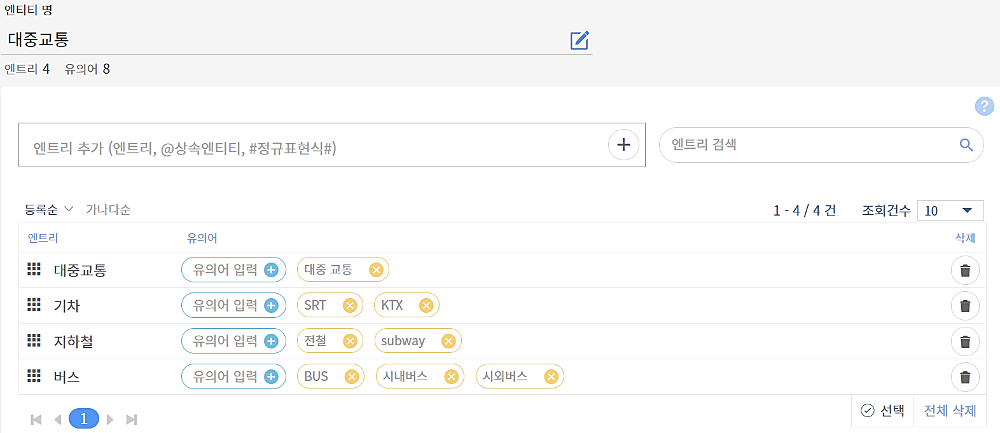 엔티티 명
대중교통
엔트리 4 유의어 8
?
엔트리 추가 (엔트리, @상속엔티티, #정규표현식#)
엔트리 검색
등록순 가나다순 1 - 4 / 4 건 조회건수 10
엔트리 유의어 삭제
대중교통 유의어 입력 대중 교통
기차 유의어 입력 SRT KTX
지하철 유의어 입력 전철 subway
버스 유의어 입력 BUS 시내버스 시외버스
선택 전체 삭제
1